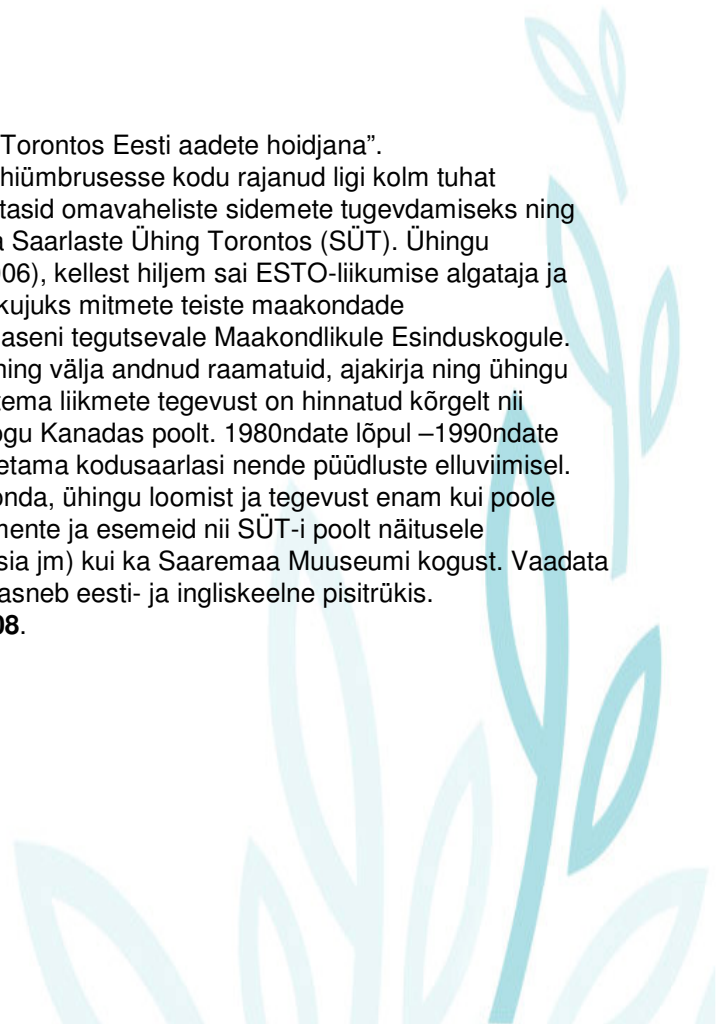 Torontos Eesti aadete hoidjana”.
hiümbrusesse kodu rajanud ligi kolm tuhat
tasid omavaheliste sidemete tugevdamiseks ning
a Saarlaste Ühing Torontos (SÜT). Ühingu
06), kellest hiljem sai ESTO-liikumise algataja ja
kujuks mitmete teiste maakondade
aseni tegutsevale Maakondlikule Esinduskogule.
ning välja andnud raamatuid, ajakirja ning ühingu
tema liikmete tegevust on hinnatud kõrgelt nii
ogu Kanadas poolt. 1980ndate lõpul –1990ndate
etama kodusaarlasi nende püüdluste elluviimisel.
onda, ühingu loomist ja tegevust enam kui poole
mente ja esemeid nii SÜT-i poolt näitusele
sia jm) kui ka Saaremaa Muuseumi kogust. Vaadata
asneb eesti- ja ingliskeelne pisitrükis.
08.